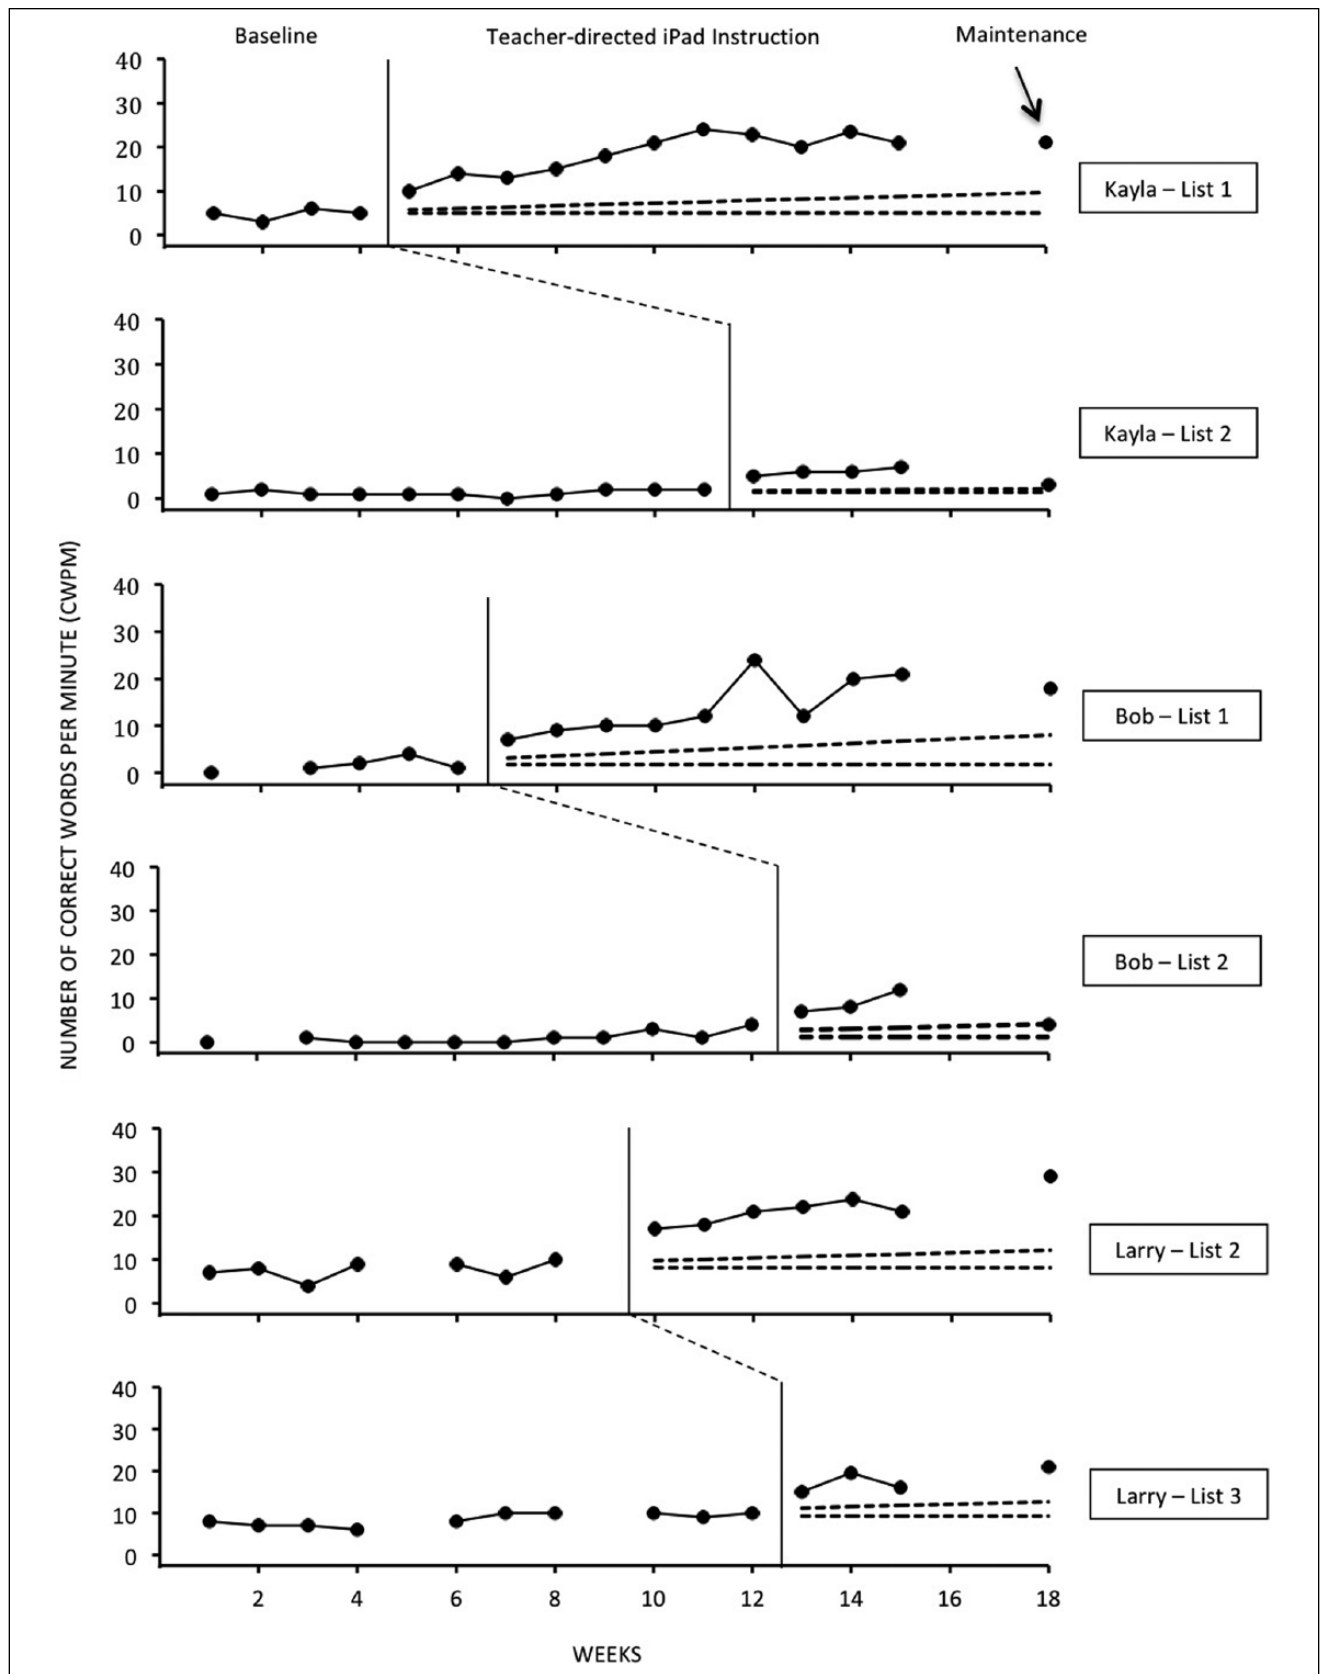 Baseline
Teacher-directed iPad Instruction
Maintenance
NUMBER OF CORRECT WORDS PER MINUTE (CWPM)
40
30
20
10
0
Kayla – List 1
40
30
20
10
0
Kayla – List 2
40
30
20
10
0
Bob – List 1
40
30
20
10
0
Bob – List 2
40
30
20
10
0
Larry – List 2
40
30
20
10
0
Larry – List 3
2 4 6 8 10 12 14 16 18
WEEKS